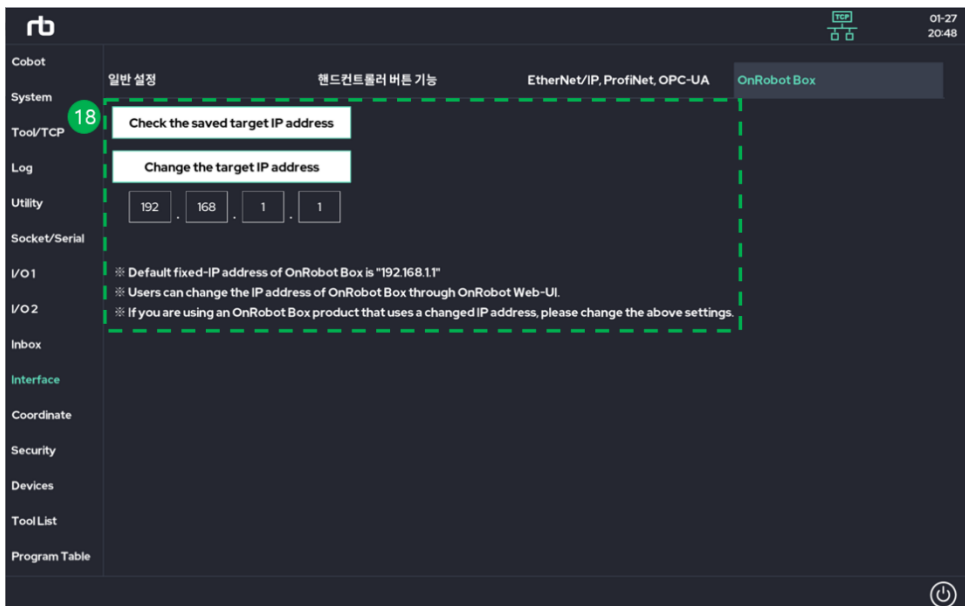 rb
TCP
01-27
20:48
Cobot
System
Tool/TCP
Log
Utility
Socket/Serial
I/O 1
I/O 2
Inbox
Interface
Coordinate
Security
Devices
Tool List
Program Table
일반 설정
핸드컨트롤러 버튼 기능
EtherNet/IP, ProfiNet, OPC-UA
OnRobot Box
18
Check the saved target IP address
Change the target IP address
192 . 168 . 1 . 1
※ Default fixed-IP address of OnRobot Box is "192.168.1.1"
※ Users can change the IP address of OnRobot Box through OnRobot Web-UI.
※ If you are using an OnRobot Box product that uses a changed IP address, please change the above settings.